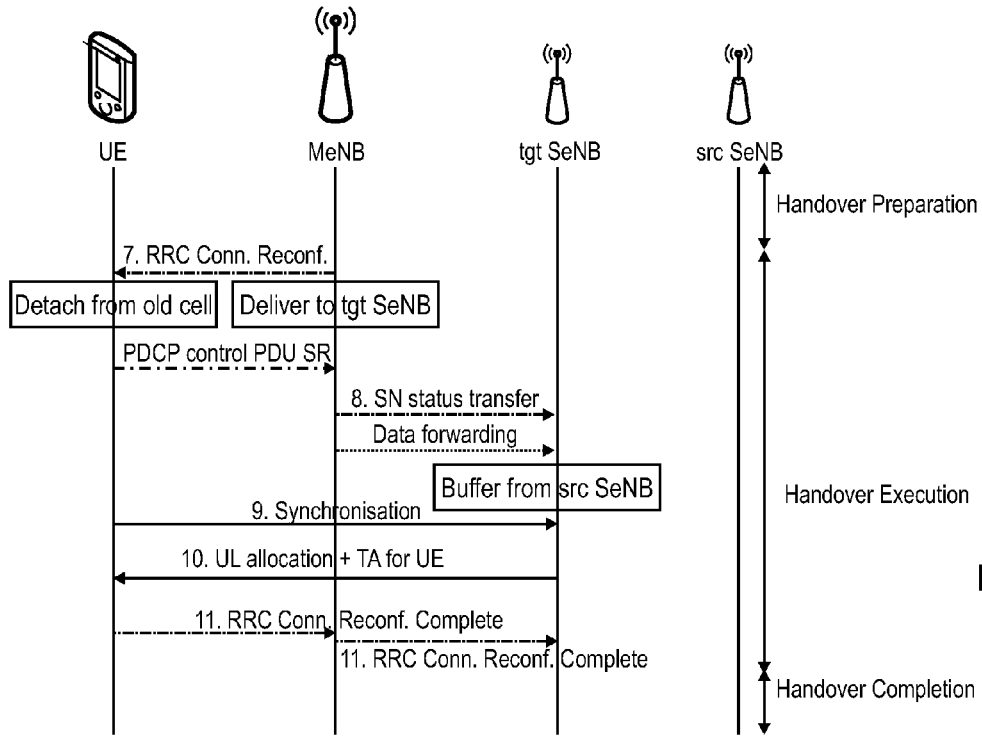 UE
MeNB
tgt SeNB
src SeNB
Handover Preparation
7. RRC Conn. Reconf.
Detach from old cell
Deliver to tgt SeNB
PDCP control PDU SR
8. SN status transfer
Data forwarding
Buffer from src SeNB
Handover Execution
9. Synchronisation
10. UL allocation + TA for UE
11. RRC Conn. Reconf. Complete
11. RRC Conn. Reconf. Complete
Handover Completion